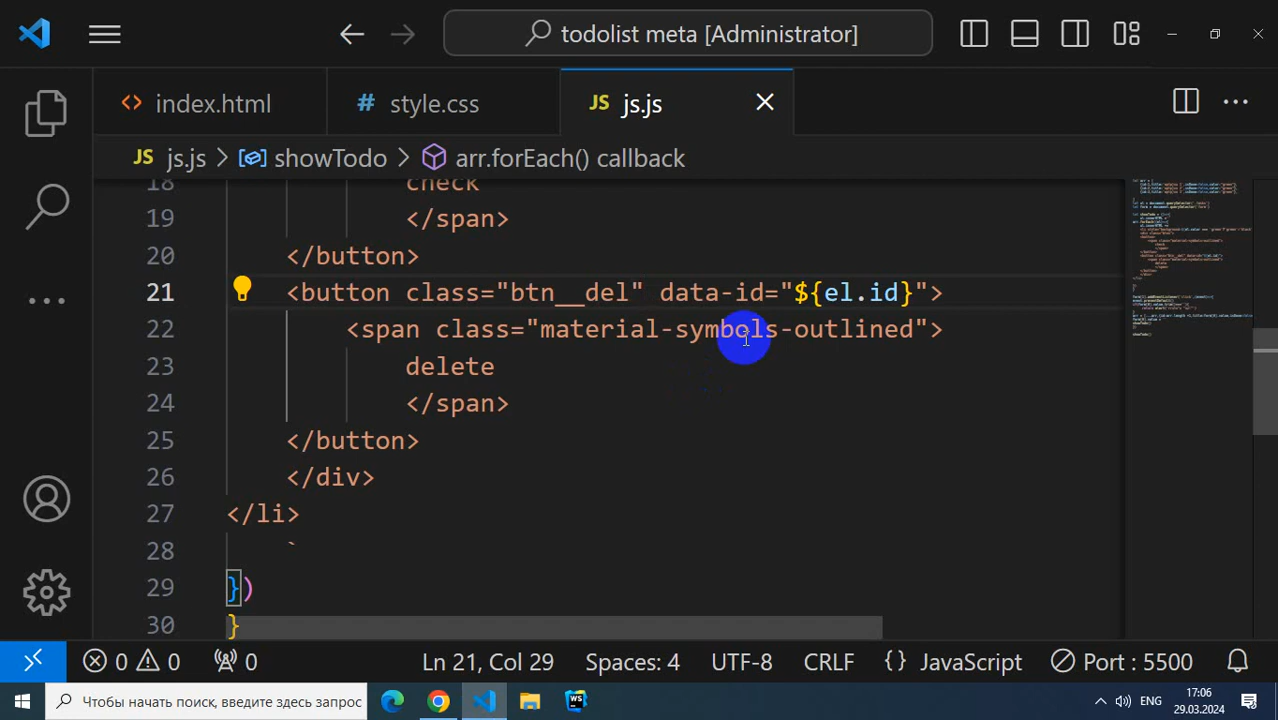 todolist meta [Administrator]
index.html
# style.css
JS js.js
JS js.js > showTodo > arr.forEach() callback
18 check
19 </span>
20 </button>
21 <button class="btn__del" data-id="${el.id}">
22 <span class="material-symbols-outlined">
23 delete
24 </span>
25 </button>
26 </div>
27 </li>
28 `
29 })
30 }
0 0 0 Ln 21, Col 29 Spaces: 4 UTF-8 CRLF {} JavaScript Port : 5500
Чтобы начать поиск, введите здесь запрос
WS
ENG
17:06
29.03.2024